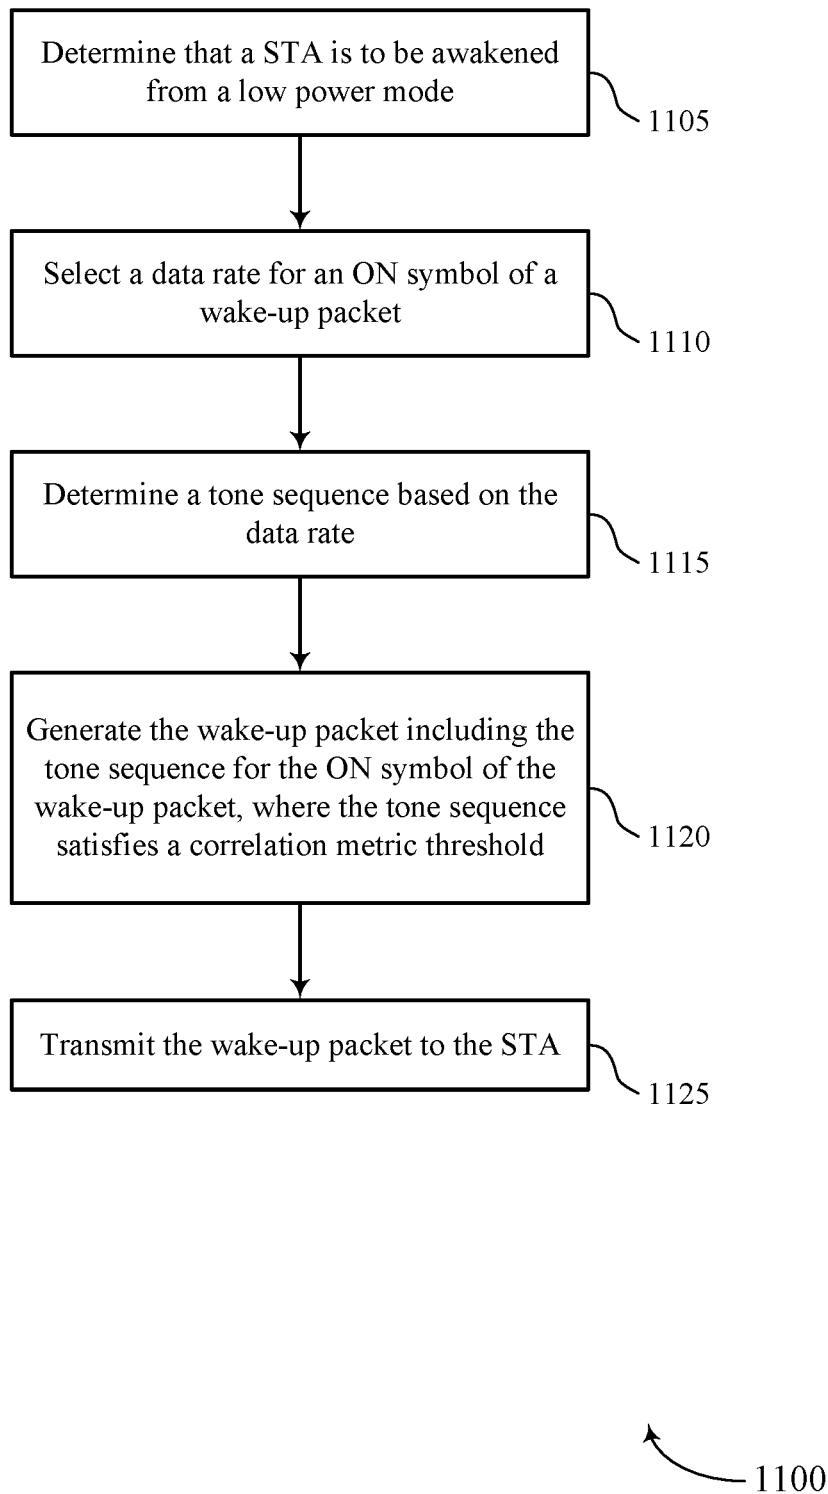 Determine that a STA is to be awakened
from a low power mode
1105
Select a data rate for an ON symbol of a
wake-up packet
1110
Determine a tone sequence based on the
data rate
1115
Generate the wake-up packet including the
tone sequence for the ON symbol of the
wake-up packet, where the tone sequence
satisfies a correlation metric threshold
1120
Transmit the wake-up packet to the STA
1125
1100